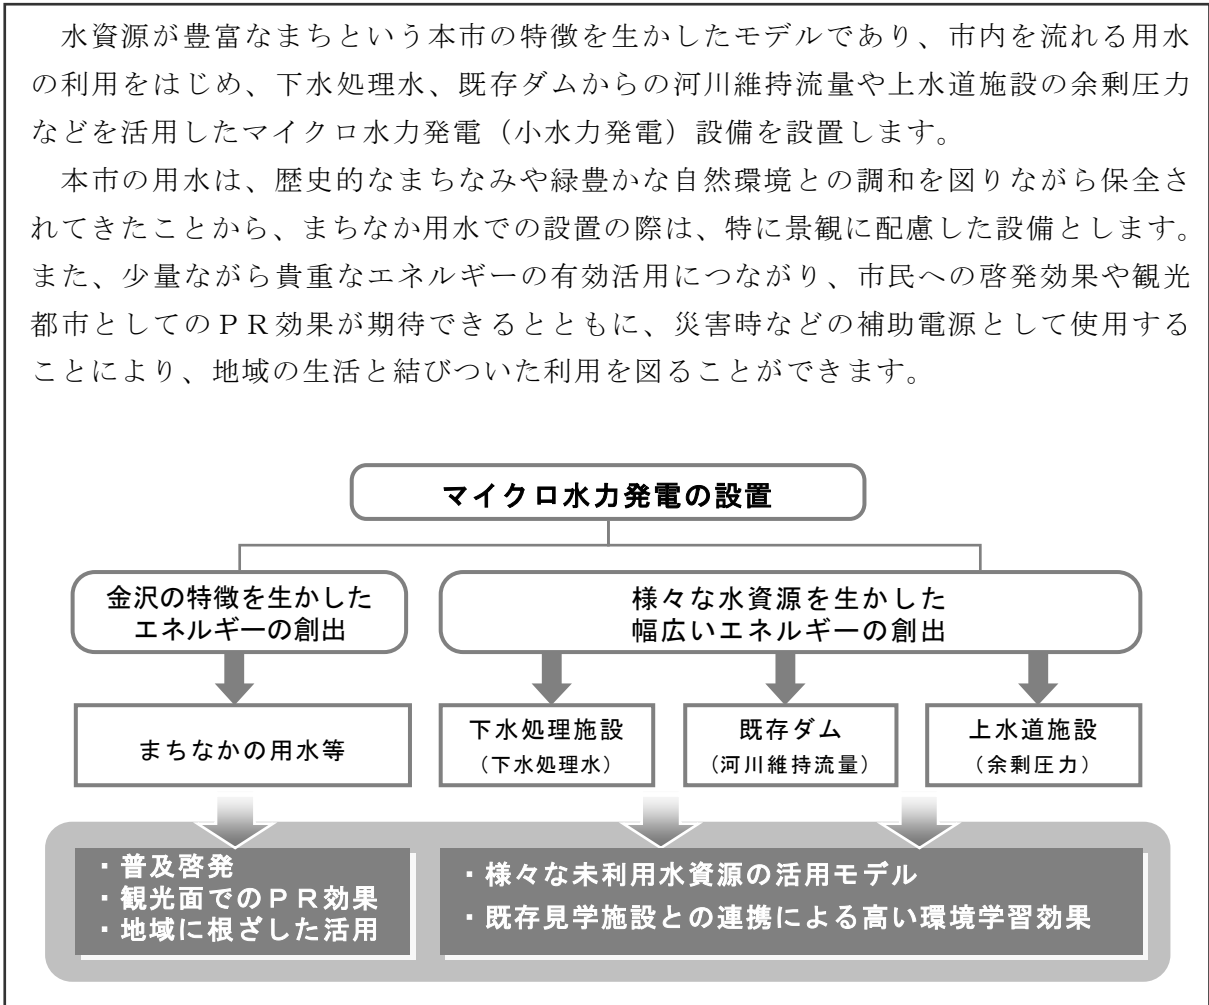 水資源が豊富なまちという本市の特徴を生かしたモデルであり、市内を流れる用水
の利用をはじめ、下水処理水、既存ダムからの河川維持流量や上水道施設の余剰圧力
などを活用したマイクロ水力発電（小水力発電）設備を設置します。
本市の用水は、歴史的なまちなみや緑豊かな自然環境との調和を図りながら保全さ
れてきたことから、まちなか用水での設置の際は、特に景観に配慮した設備とします。
また、少量ながら貴重なエネルギーの有効活用につながり、市民への啓発効果や観光
都市としてのＰＲ効果が期待できるとともに、災害時などの補助電源として使用する
ことにより、地域の生活と結びついた利用を図ることができます。
マイクロ水力発電の設置
金沢の特徴を生かした
エネルギーの創出
様々な水資源を生かした
幅広いエネルギーの創出
まちなかの用水等
下水処理施設
（下水処理水）
既存ダム
（河川維持流量）
上水道施設
（余剰圧力）
・普及啓発
・観光面でのＰＲ効果
・地域に根ざした活用
・様々な未利用水資源の活用モデル
・既存見学施設との連携による高い環境学習効果